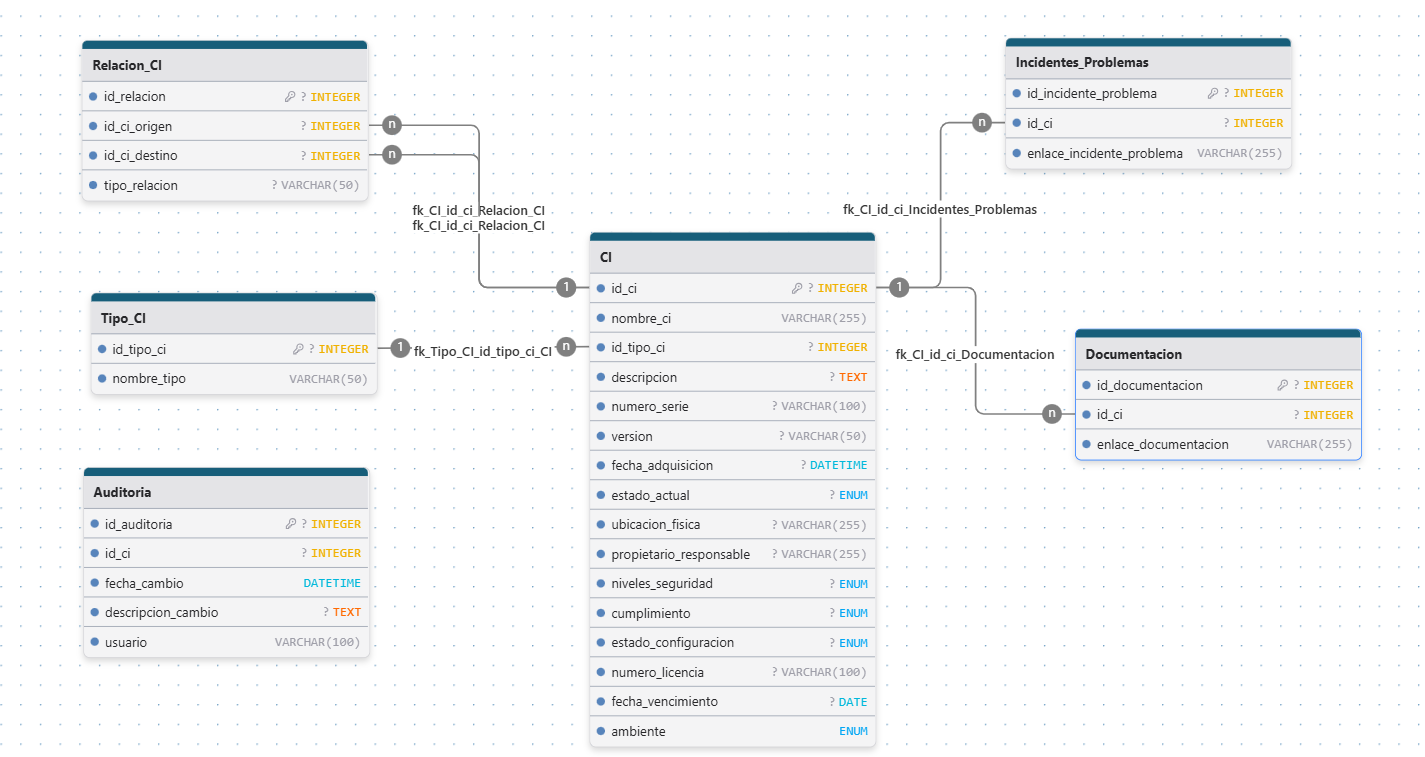 Relacion_CI
id_relacion ? INTEGER
id_ci_origen ? INTEGER
id_ci_destino ? INTEGER
tipo_relacion ? VARCHAR(50)
n
n
fk_CI_id_ci_Relacion_CI
fk_CI_id_ci_Relacion_CI
1
Incidentes_Problemas
id_incidente_problema ? INTEGER
id_ci ? INTEGER
enlace_incidente_problema VARCHAR(255)
n
fk_CI_id_ci_Incidentes_Problemas
1
Tipo_CI
id_tipo_ci ? INTEGER
nombre_tipo VARCHAR(50)
1
fk_Tipo_CI_id_tipo_ci_CI
n
CI
id_ci ? INTEGER
nombre_ci VARCHAR(255)
id_tipo_ci ? INTEGER
descripcion ? TEXT
numero_serie ? VARCHAR(100)
version ? VARCHAR(50)
fecha_adquisicion ? DATETIME
estado_actual ? ENUM
ubicacion_fisica ? VARCHAR(255)
propietario_responsable ? VARCHAR(255)
niveles_seguridad ? ENUM
cumplimiento ? ENUM
estado_configuracion ? ENUM
numero_licencia ? VARCHAR(100)
fecha_vencimiento ? DATE
ambiente ENUM
fk_CI_id_ci_Documentacion
n
Documentacion
id_documentacion ? INTEGER
id_ci ? INTEGER
enlace_documentacion VARCHAR(255)
Auditoria
id_auditoria ? INTEGER
id_ci ? INTEGER
fecha_cambio DATETIME
descripcion_cambio ? TEXT
usuario VARCHAR(100)